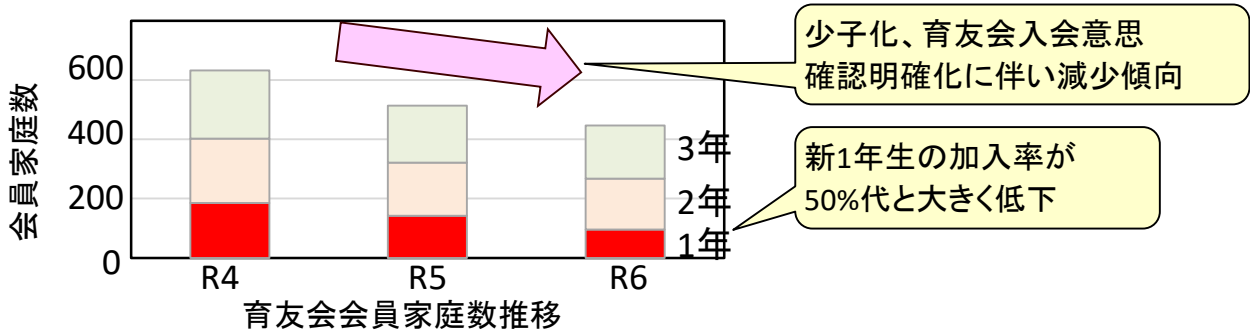 少子化、育友会入会意思
確認明確化に伴い減少傾向
新1年生の加入率が
50%代と大きく低下
会員家庭数
600
400
200
0
3年
2年
1年
R4
R5
R6
育友会会員家庭数推移